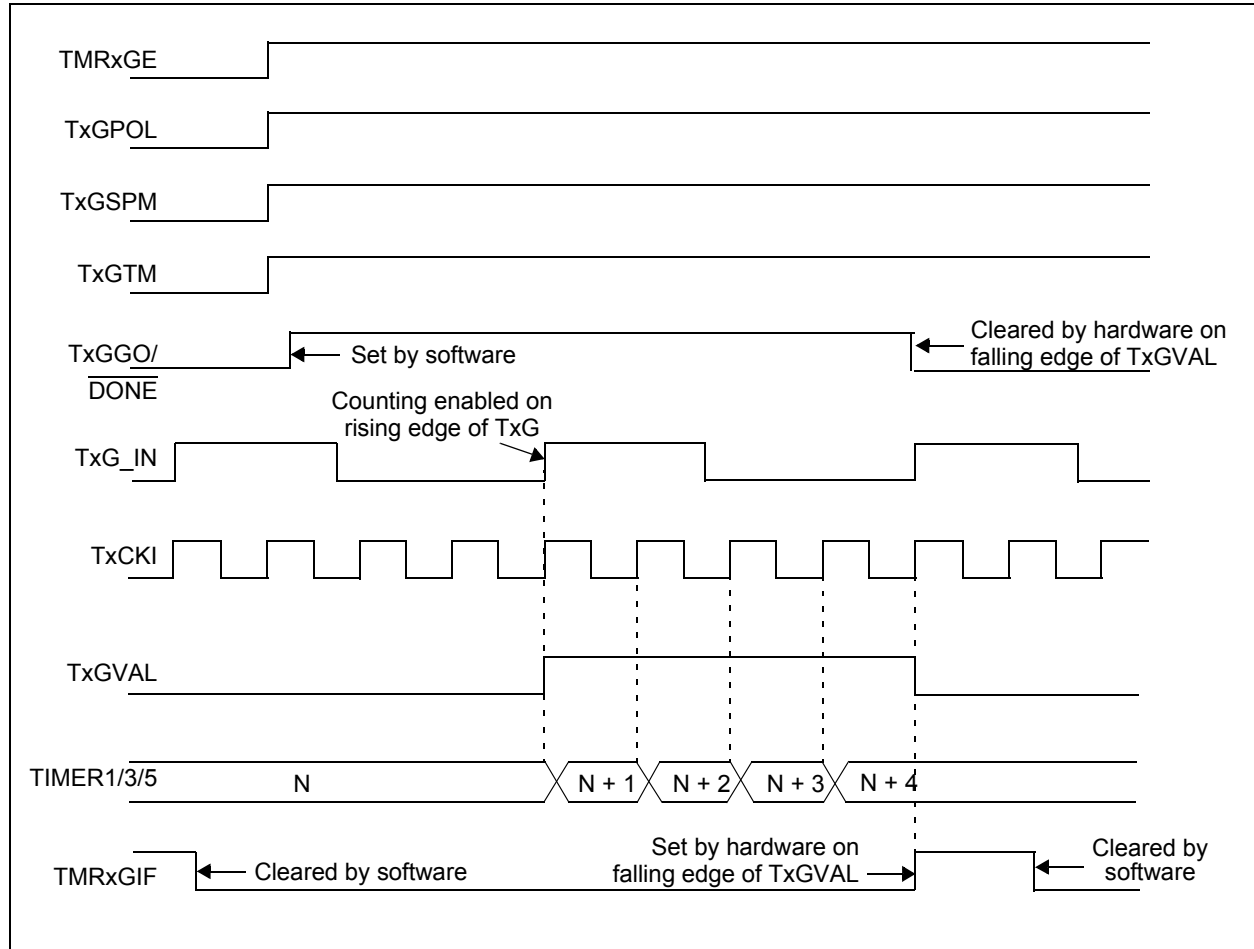 TMRxGE
TxGPOL
TxGSPM
TxGTM
TxGGO/
DONE
Set by software
Cleared by hardware on
falling edge of TxGVAL
Counting enabled on
rising edge of TxG
TxG_IN
TxCKI
TxGVAL
TIMER1/3/5
N
N + 1
N + 2
N + 3
N + 4
TMRxGIF
Cleared by software
Set by hardware on
falling edge of TxGVAL
Cleared by
software